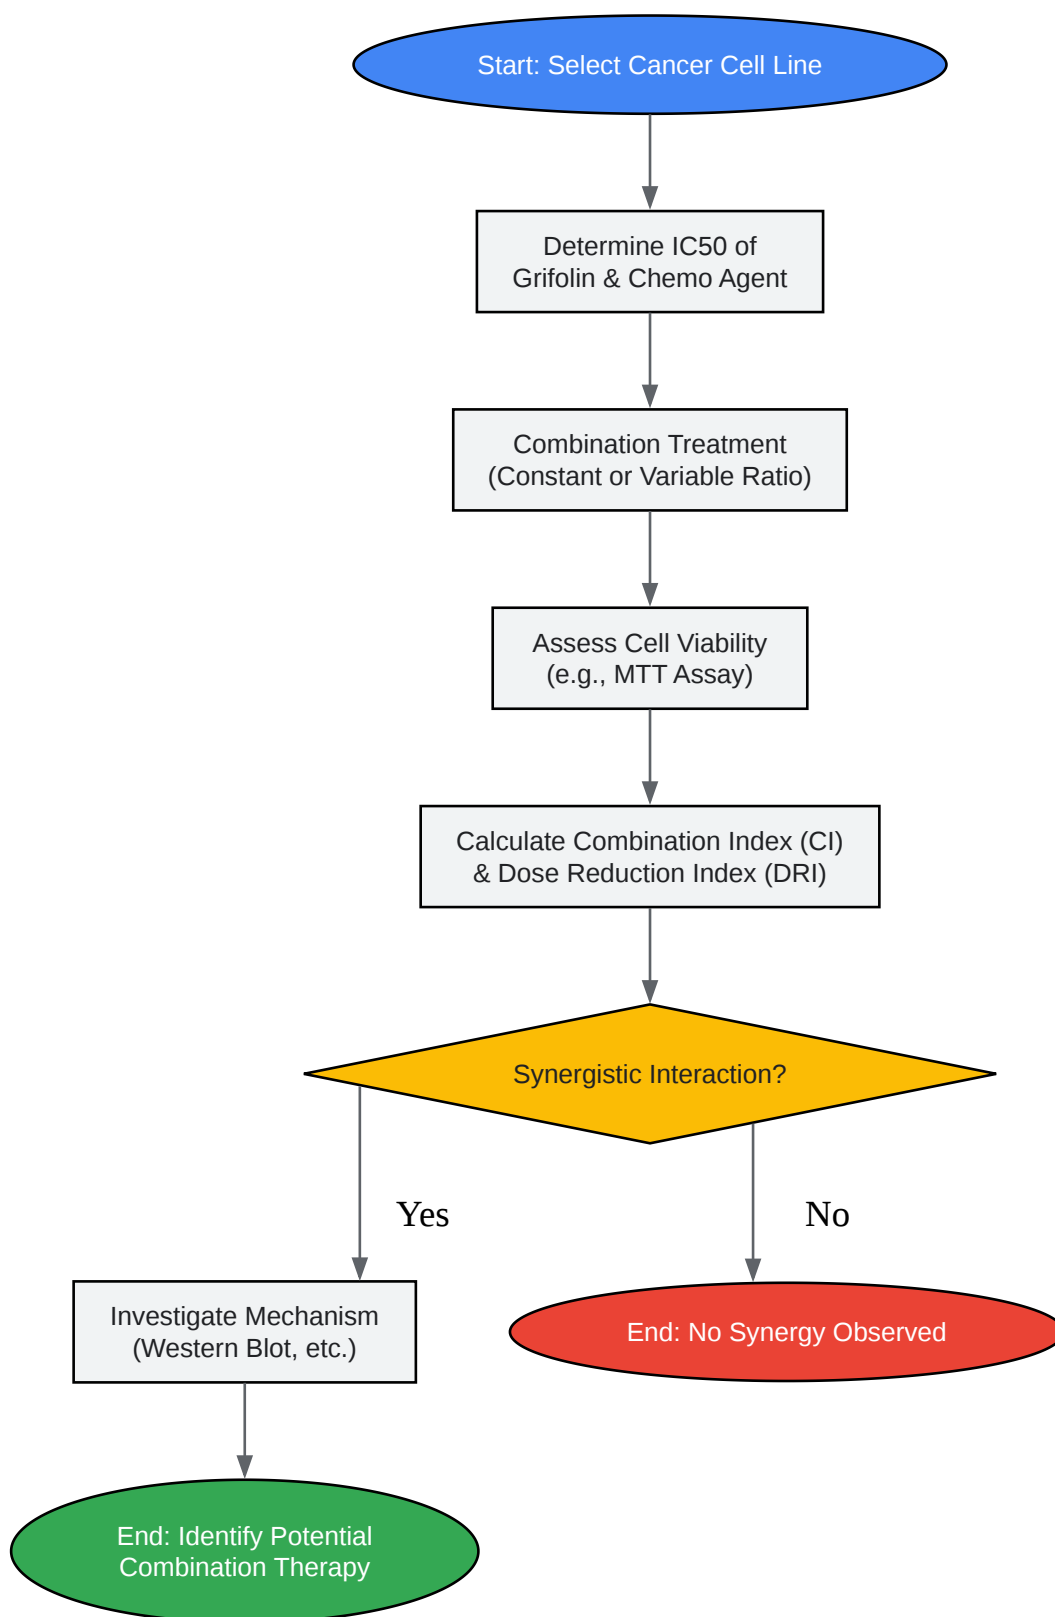 Start: Select Cancer Cell Line
Determine IC50 of
Grifolin & Chemo Agent
Combination Treatment
(Constant or Variable Ratio)
Assess Cell Viability
(e.g., MTT Assay)
Calculate Combination Index (CI)
& Dose Reduction Index (DRI)
Synergistic Interaction?
Yes
No
Investigate Mechanism
(Western Blot, etc.)
End: No Synergy Observed
End: Identify Potential
Combination Therapy